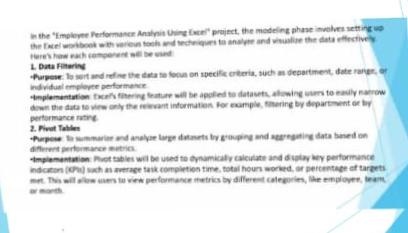 In the "Employee Performance Analysis Using Excel" project, the modeling phase involves setting up
the Excel workbook with various tools and techniques to analyze and visualize the data effectively.
Here's how each component will be used:
1. Data Filtering
•Purpose: To sort and refine the data to focus on specific criteria, such as department, date range, or
individual employee performance.
•Implementation: Excel's filtering feature will be applied to datasets, allowing users to easily narrow
down the data to view only the relevant information. For example, filtering by department or by
performance rating.
2. Pivot Tables
•Purpose: To summarize and analyze large datasets by grouping and aggregating data based on
different performance metrics.
•Implementation: Pivot tables will be used to dynamically calculate and display key performance
indicators (KPIs) such as average task completion time, total hours worked, or percentage of targets
met. This will allow users to view performance metrics by different categories, like employee, team,
or month.